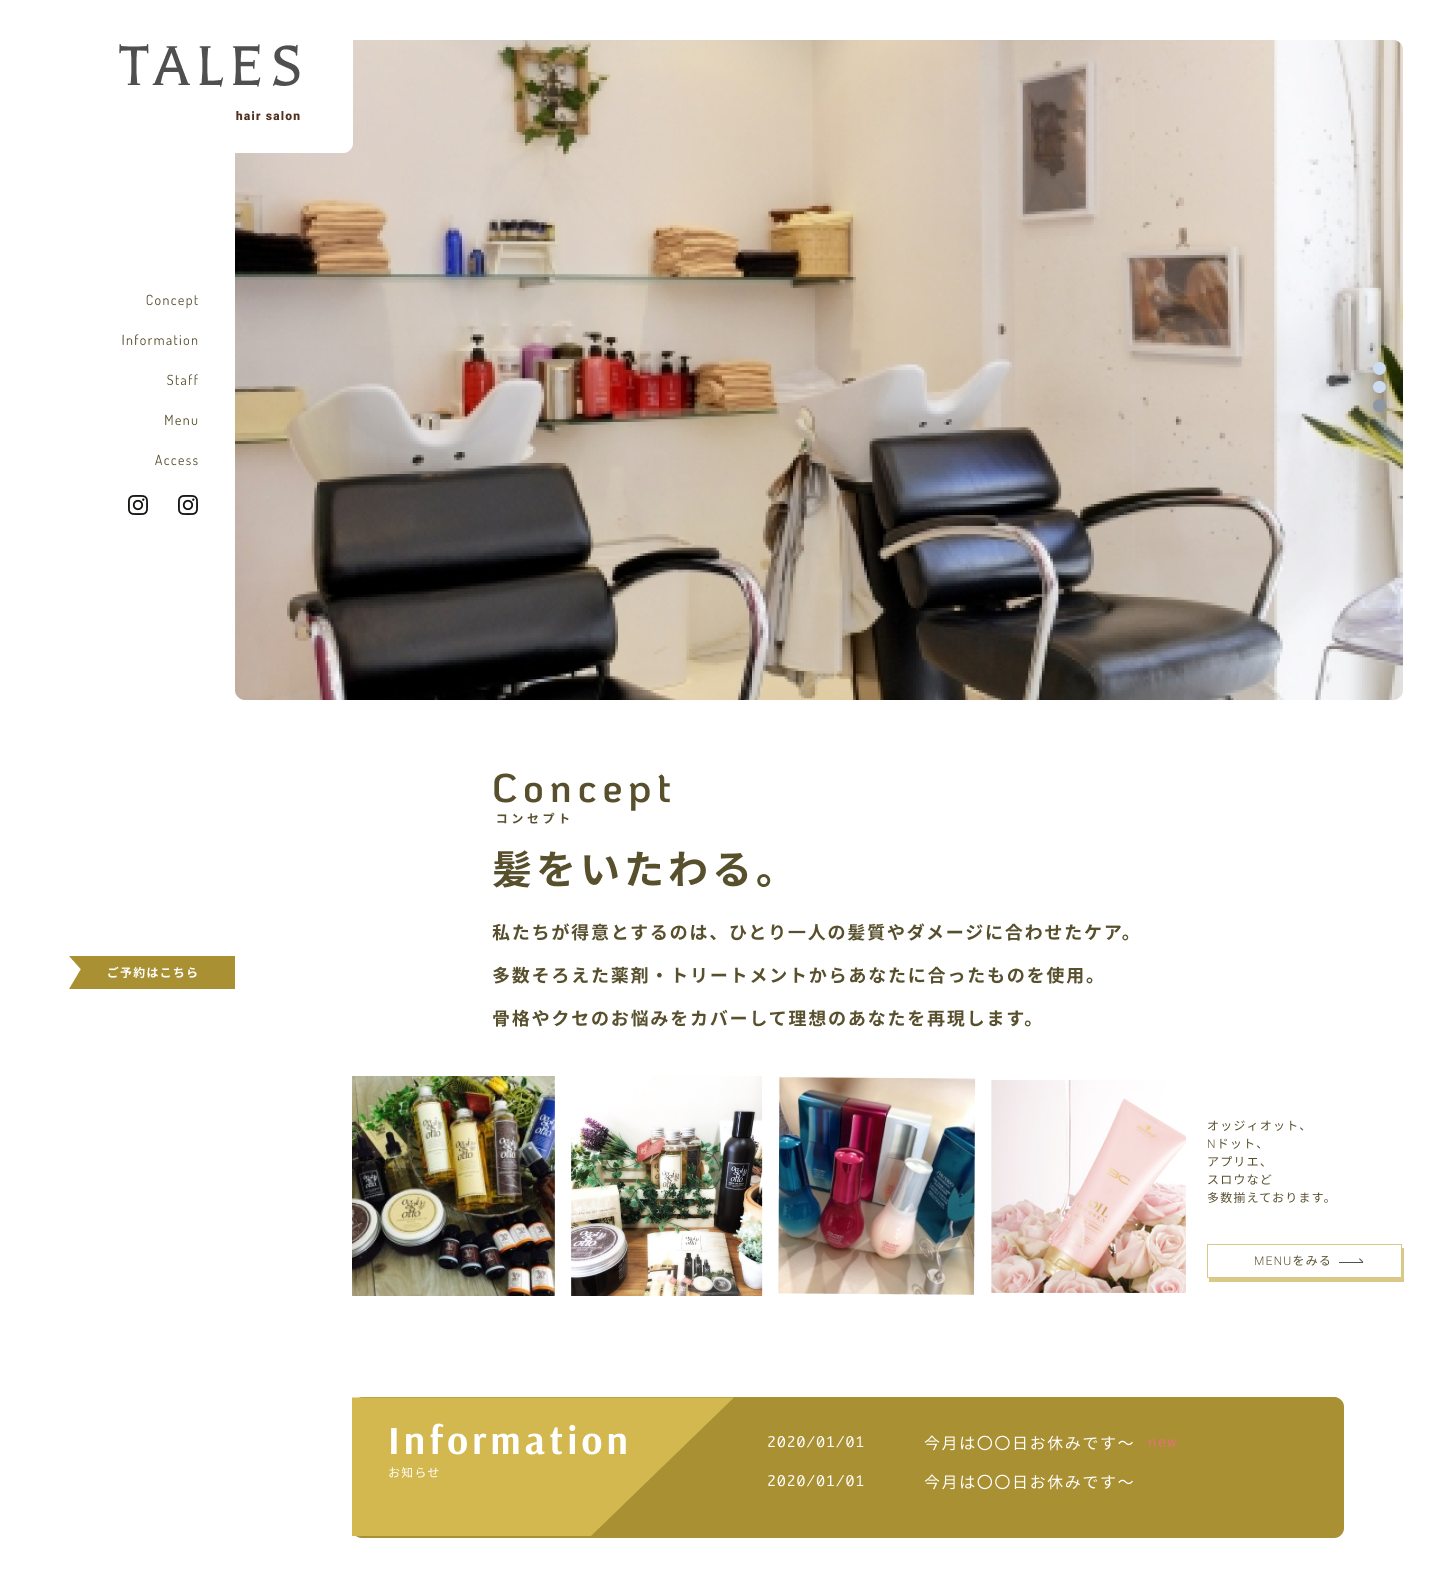 TALES
hair salon
Concept
Information
Staff
Menu
Access
Concept
コンセプト
髪をいたわる。
私たちが得意とするのは、ひとり一人の髪質やダメージに合わせたケア。
多数そろえた薬剤・トリートメントからあなたに合ったものを使用。
骨格やクセのお悩みをカバーして理想のあなたを再現します。
ご予約はこちら
オッジィオット、
Nドット、
アプリエ、
スロウなど
多数揃えております。
MENUをみる
Information
お知らせ
2020/01/01 今月は〇〇日お休みです～ new
2020/01/01 今月は〇〇日お休みです～